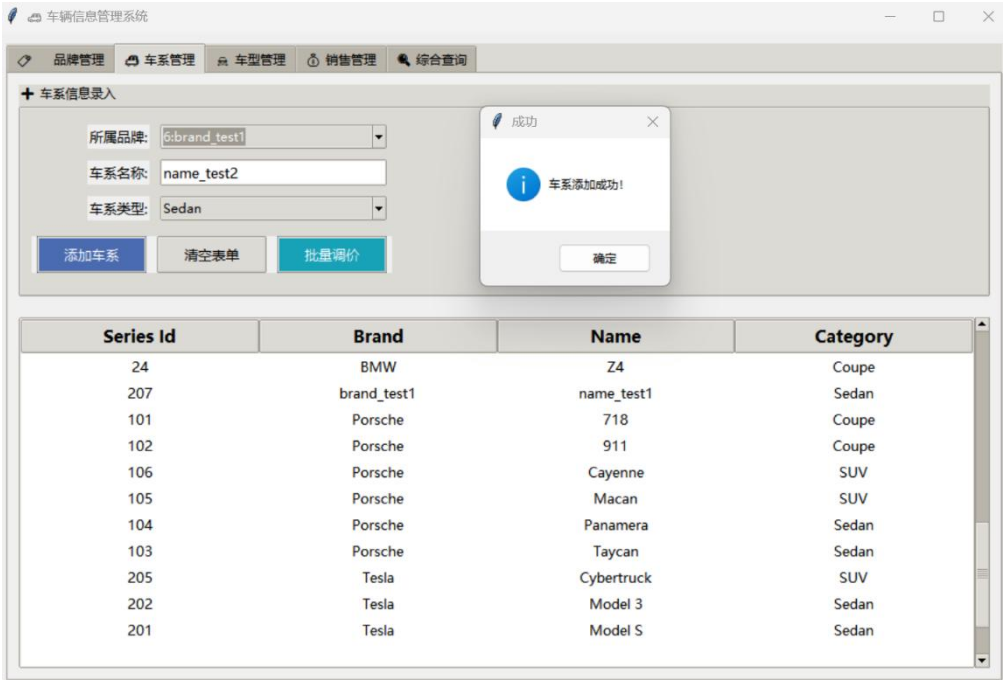 车辆信息管理系统
品牌管理 车系管理 车型管理 销售管理 综合查询
车系信息录入
所属品牌: 6:brand_test1
车系名称: name_test2
车系类型: Sedan
添加车系 清空表单 批量调价
成功
车系添加成功!
确定
Series Id Brand Name Category
24 BMW Z4 Coupe
207 brand_test1 name_test1 Sedan
101 Porsche 718 Coupe
102 Porsche 911 Coupe
106 Porsche Cayenne SUV
105 Porsche Macan SUV
104 Porsche Panamera Sedan
103 Porsche Taycan Sedan
205 Tesla Cybertruck SUV
202 Tesla Model 3 Sedan
201 Tesla Model S Sedan